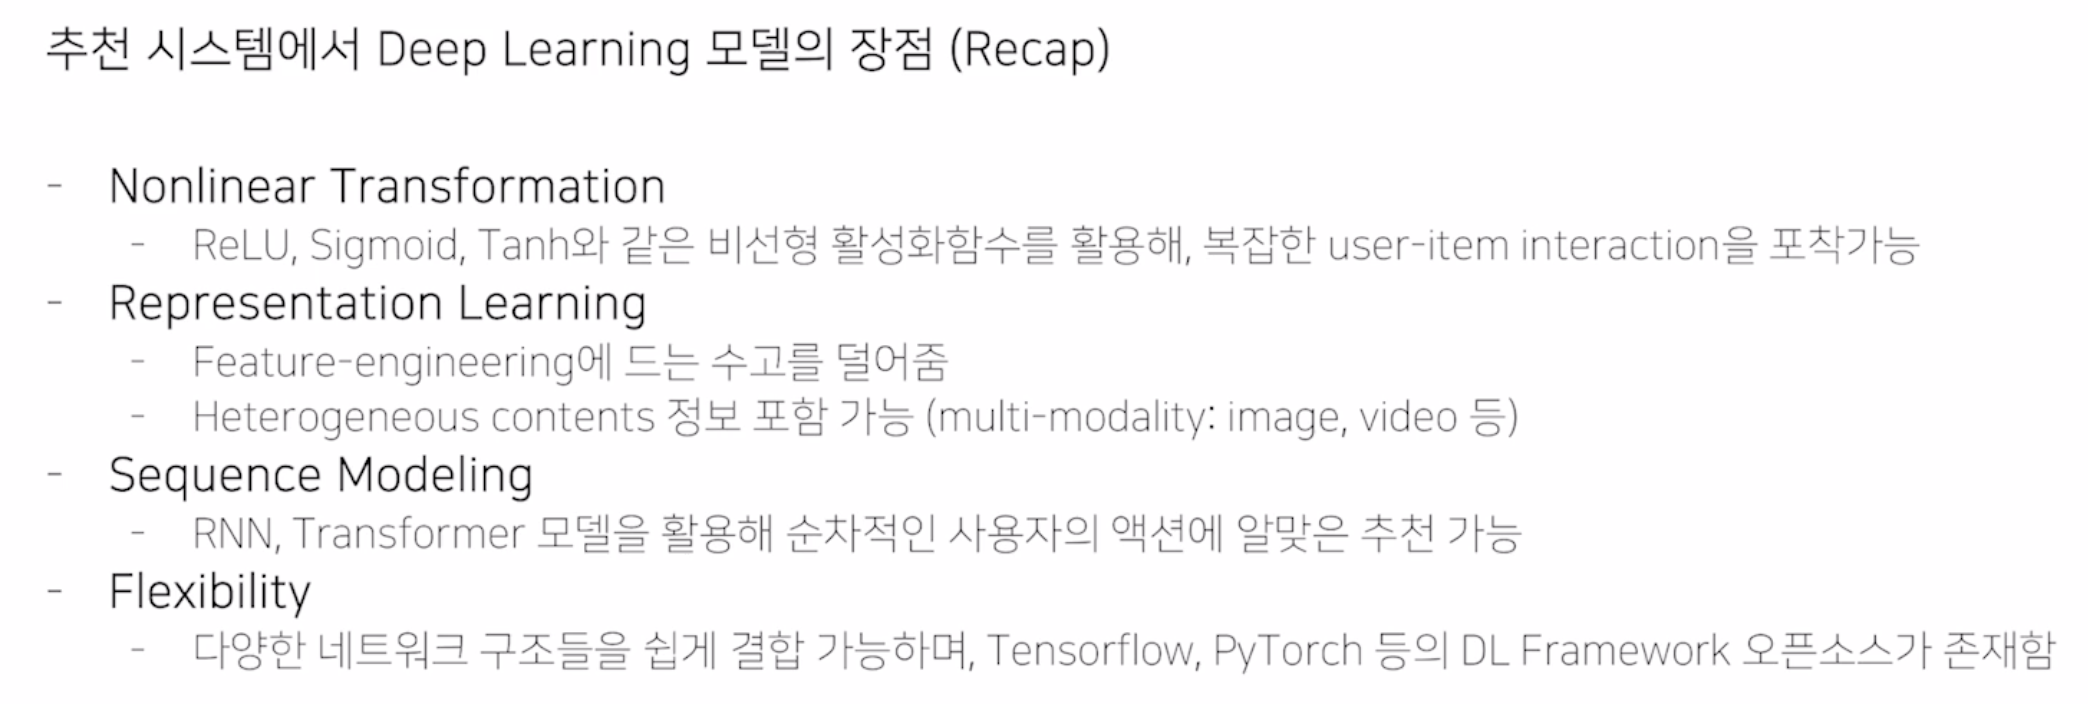 추천 시스템에서 Deep Learning 모델의 장점 (Recap)
- Nonlinear Transformation
- ReLU, Sigmoid, Tanh와 같은 비선형 활성화함수를 활용해, 복잡한 user-item interaction을 포착가능
- Representation Learning
- Feature-engineering에 드는 수고를 덜어줌
- Heterogeneous contents 정보 포함 가능 (multi-modality: image, video 등)
- Sequence Modeling
- RNN, Transformer 모델을 활용해 순차적인 사용자의 액션에 알맞은 추천 가능
- Flexibility
- 다양한 네트워크 구조들을 쉽게 결합 가능하며, Tensorflow, PyTorch 등의 DL Framework 오픈소스가 존재함